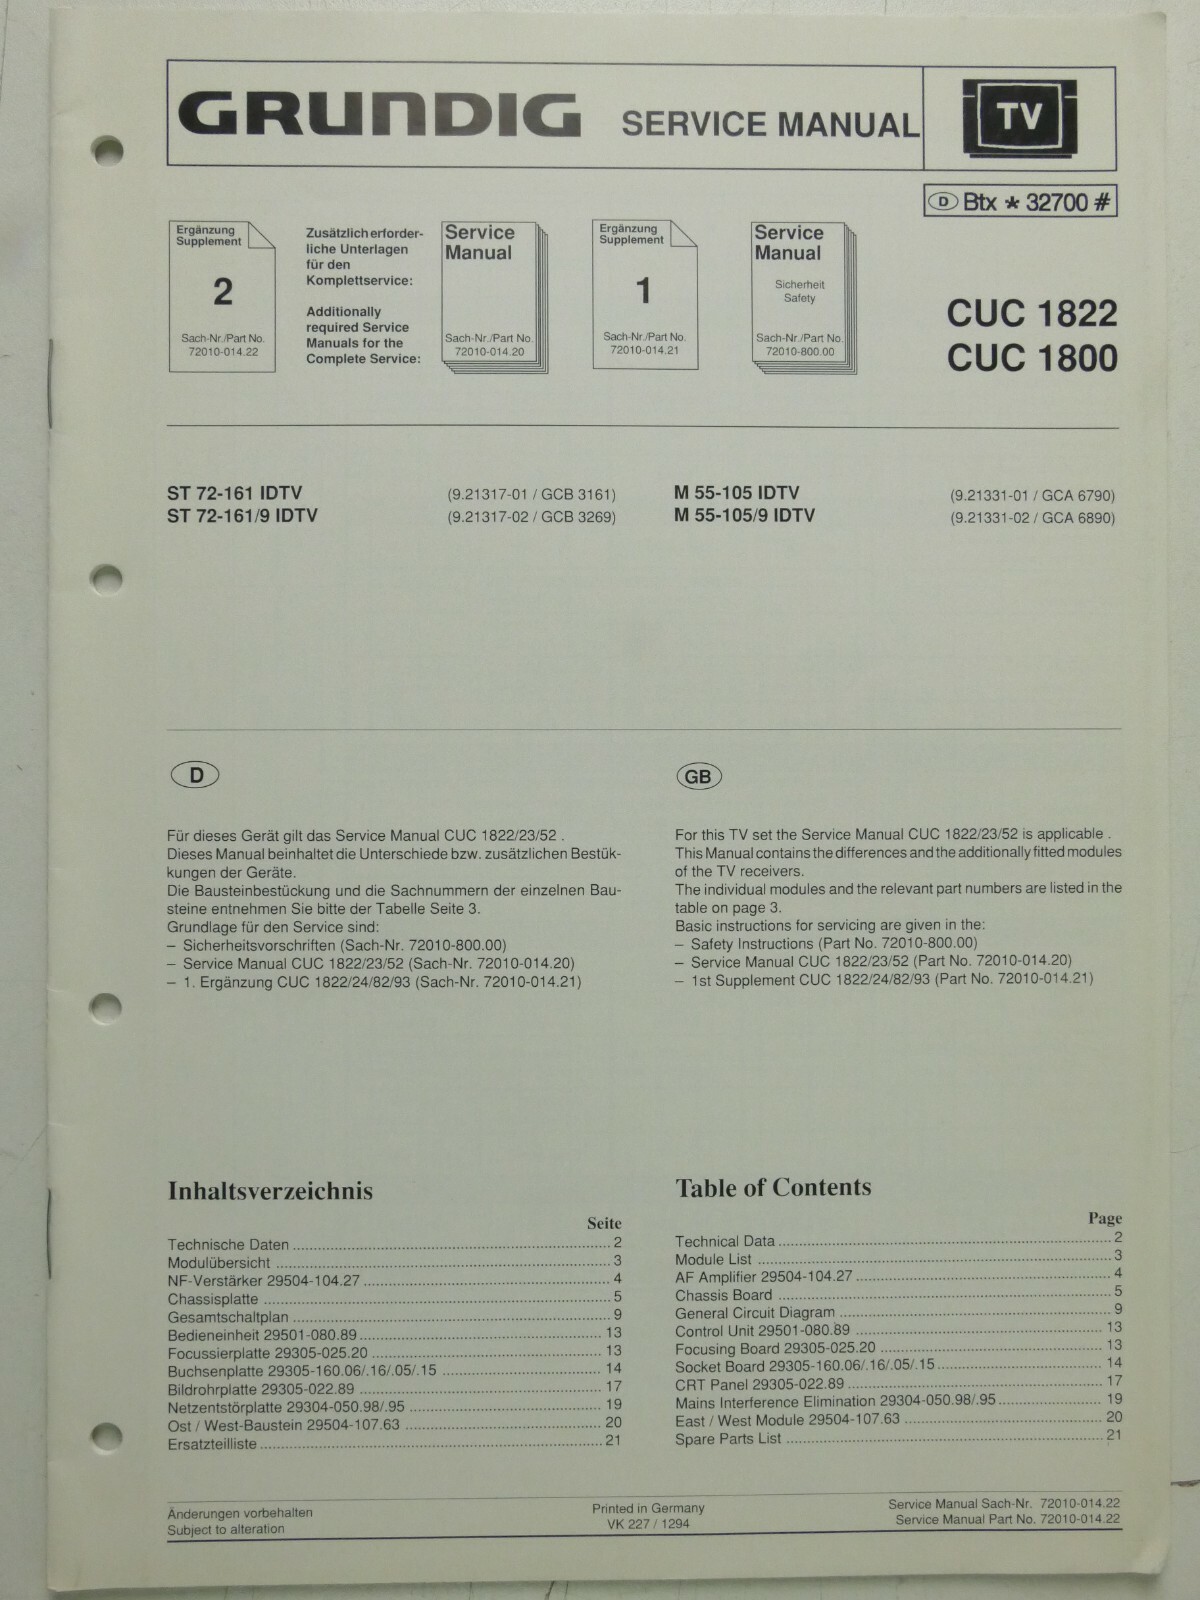 GRUNDIG SERVICE MANUAL
TV
D Btx * 32700 #
Ergänzung
Supplement
2
Sach-Nr./Part No.
72010-014.22
Zusätzlich erforder-
liche Unterlagen
für den
Komplettservice:
Additionally
required Service
Manuals for the
Complete Service:
Service
Manual
Sach-Nr./Part No.
72010-014.20
Ergänzung
Supplement
1
Sach-Nr./Part No.
72010-014.21
Service
Manual
Sicherheit
Safety
Sach-Nr./Part No.
72010-800.00
CUC 1822
CUC 1800
ST 72-161 IDTV (9.21317-01 / GCB 3161)
ST 72-161/9 IDTV (9.21317-02 / GCB 3269)
M 55-105 IDTV (9.21331-01 / GCA 6790)
M 55-105/9 IDTV (9.21331-02 / GCA 6890)
D
Für dieses Gerät gilt das Service Manual CUC 1822/23/52 .
Dieses Manual beinhaltet die Unterschiede bzw. zusätzlichen Bestük-
kungen der Geräte.
Die Bausteinbestückung und die Sachnummern der einzelnen Bau-
steine entnehmen Sie bitte der Tabelle Seite 3.
Grundlage für den Service sind:
– Sicherheitsvorschriften (Sach-Nr. 72010-800.00)
– Service Manual CUC 1822/23/52 (Sach-Nr. 72010-014.20)
– 1. Ergänzung CUC 1822/24/82/93 (Sach-Nr. 72010-014.21)
GB
For this TV set the Service Manual CUC 1822/23/52 is applicable .
This Manual contains the differences and the additionally fitted modules
of the TV receivers.
The individual modules and the relevant part numbers are listed in the
table on page 3.
Basic instructions for servicing are given in the:
– Safety Instructions (Part No. 72010-800.00)
– Service Manual CUC 1822/23/52 (Part No. 72010-014.20)
– 1st Supplement CUC 1822/24/82/93 (Part No. 72010-014.21)
Inhaltsverzeichnis
Seite
Technische Daten ........ 2
Modulübersicht ........ 3
NF-Verstärker 29504-104.27 ........ 4
Chassisplatte ........ 5
Gesamtschaltplan ........ 9
Bedieneinheit 29501-080.89 ........ 13
Focussierplatte 29305-025.20 ........ 13
Buchsenplatte 29305-160.06/.16/.05/.15 ........ 14
Bildrohrplatte 29305-022.89 ........ 17
Netzentstörplatte 29304-050.98/.95 ........ 19
Ost / West-Baustein 29504-107.63 ........ 20
Ersatzteilliste ........ 21
Table of Contents
Page
Technical Data ........ 2
Module List ........ 3
AF Amplifier 29504-104.27 ........ 4
Chassis Board ........ 5
General Circuit Diagram ........ 9
Control Unit 29501-080.89 ........ 13
Focusing Board 29305-025.20 ........ 13
Socket Board 29305-160.06/.16/.05/.15 ........ 14
CRT Panel 29305-022.89 ........ 17
Mains Interference Elimination 29304-050.98/.95 ........ 19
East / West Module 29504-107.63 ........ 20
Spare Parts List ........ 21
Änderungen vorbehalten
Subject to alteration
Printed in Germany
VK 227 / 1294
Service Manual Sach-Nr. 72010-014.22
Service Manual Part No. 72010-014.22